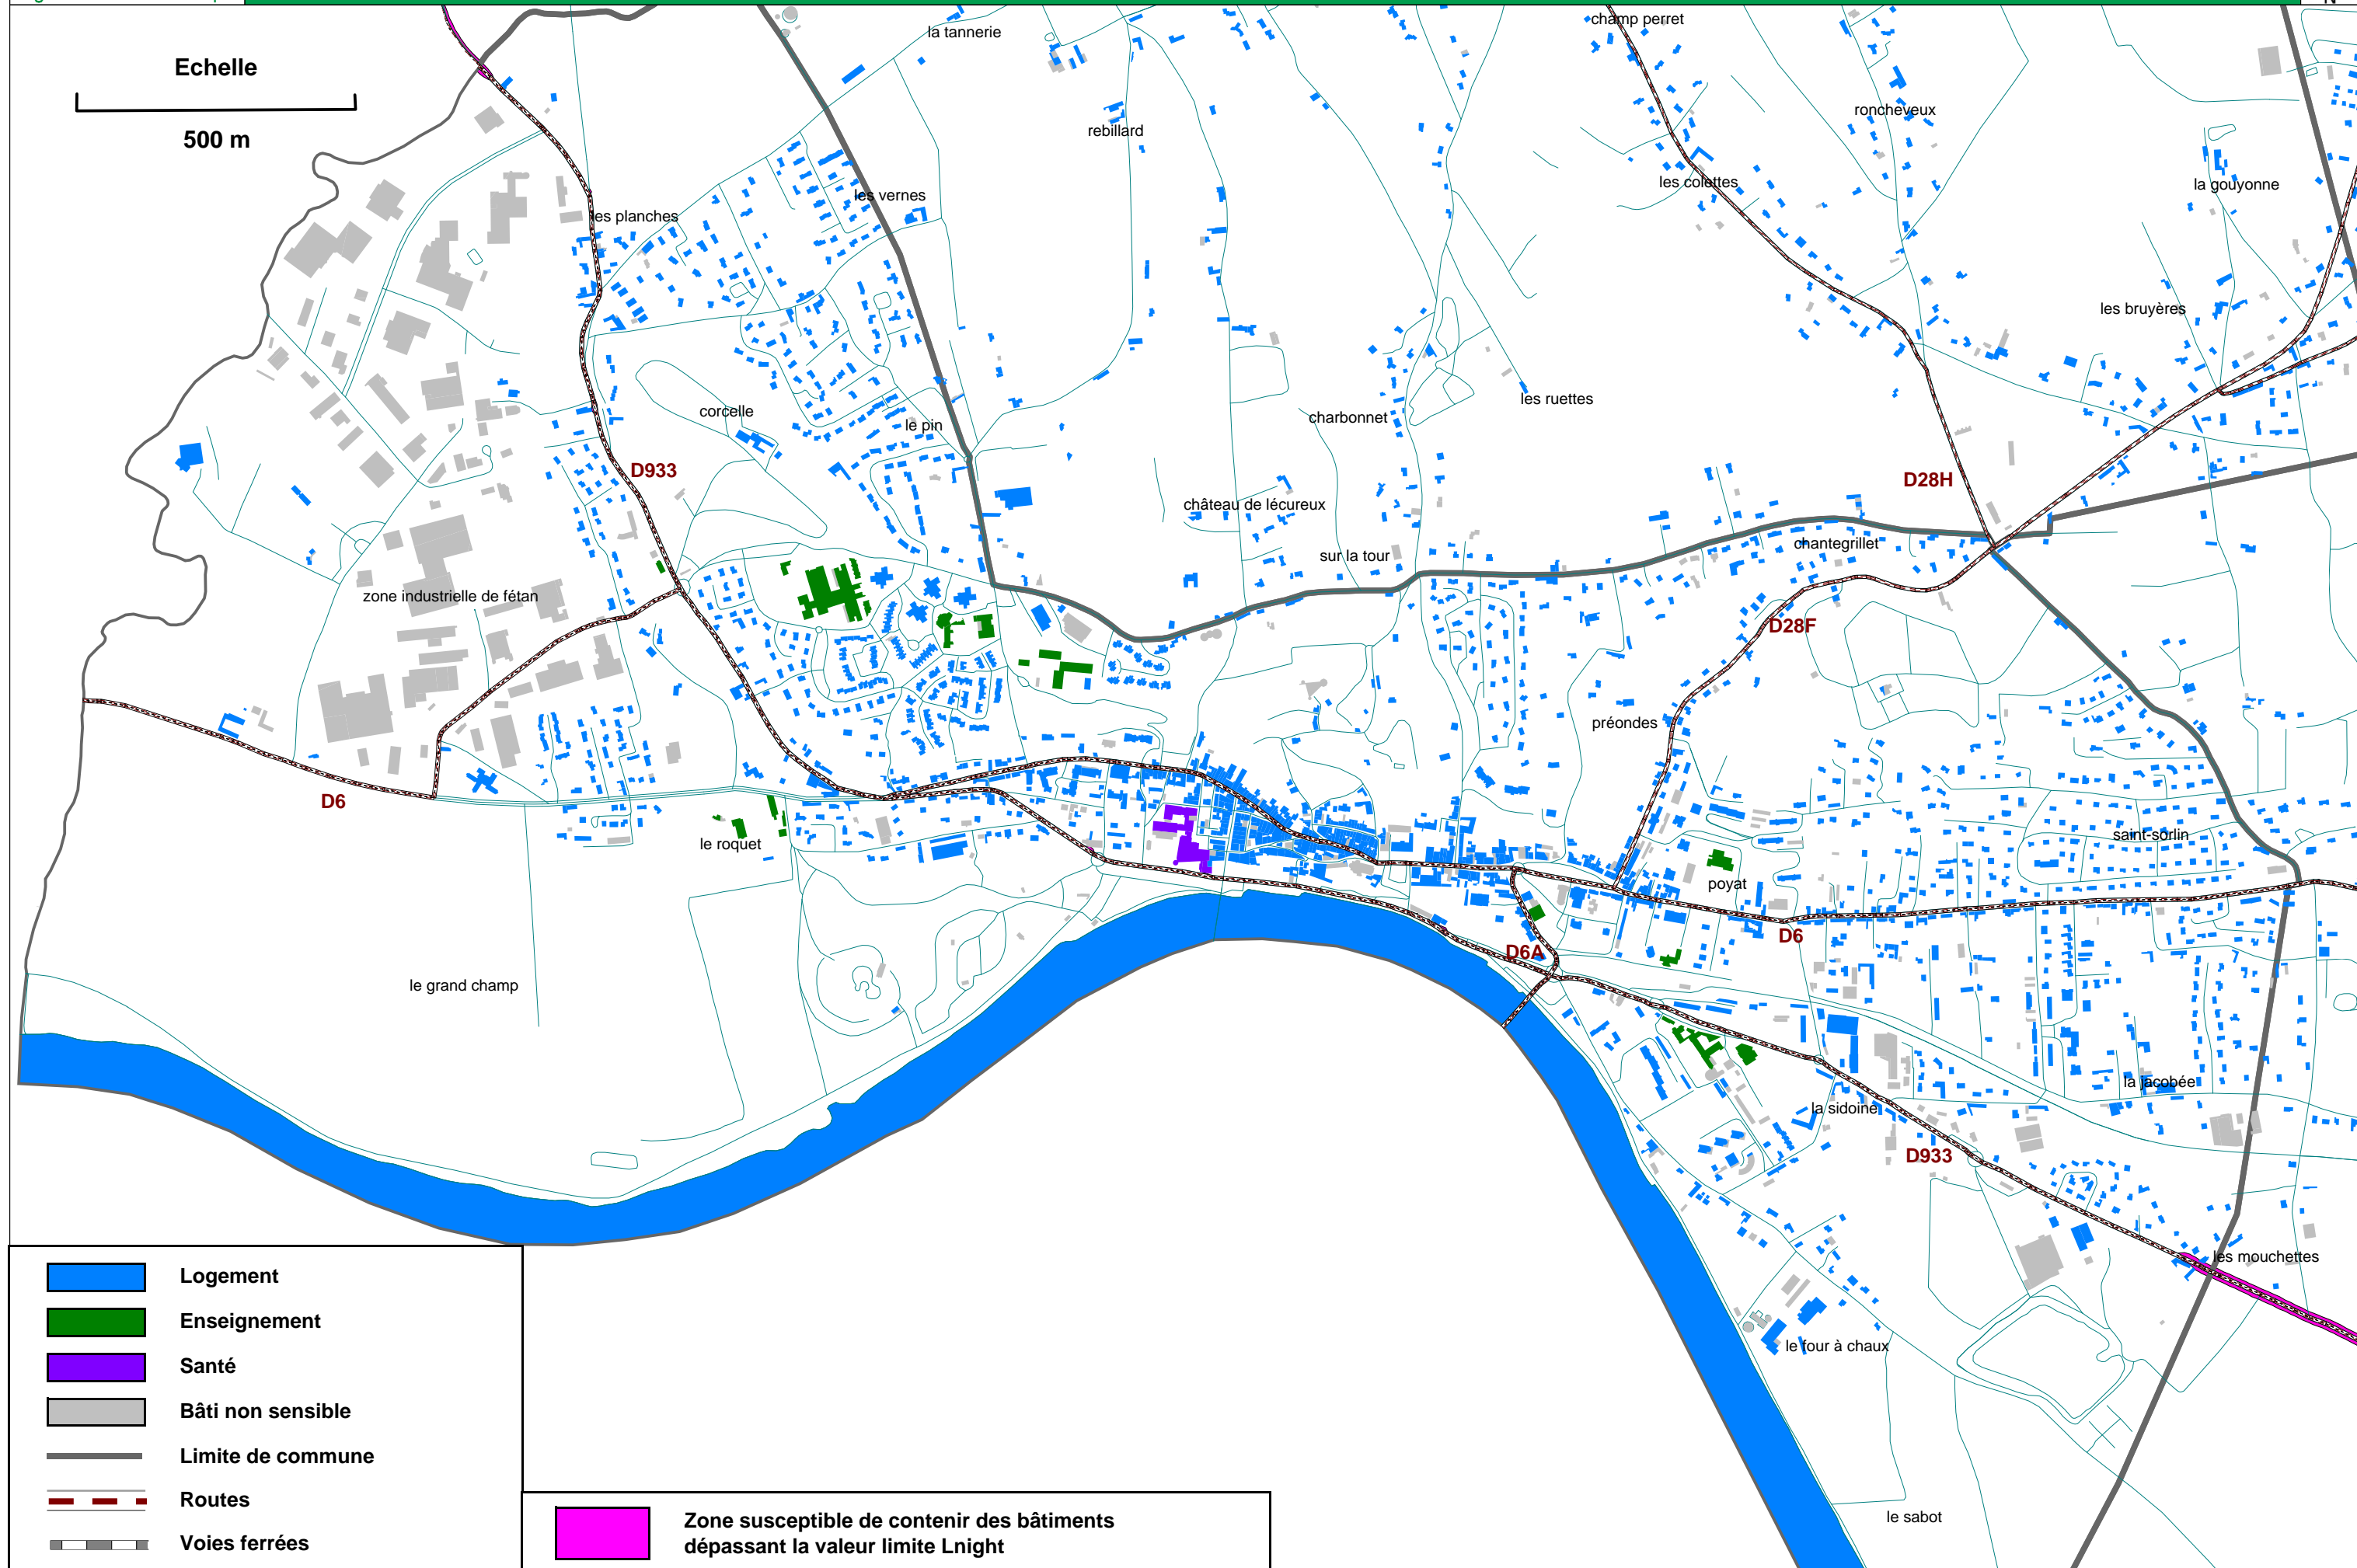 Echelle
500 m
la tannerie
champ perret
rebillard
roncheveux
les vernes
les planches
les colettes
la gouyonne
les bruyères
corcelle
le pin
charbonnet
les ruettes
D933
D28H
château de lécureux
sur la tour
chantegrillet
zone industrielle de fétan
D28F
préondes
D6
le roquet
saint-sorlin
poyat
D6
D6A
le grand champ
la jacobée
la sidoine
D933
les mouchettes
le four à chaux
le sabot
Logement
Enseignement
Santé
Bâti non sensible
Limite de commune
Routes
Voies ferrées
Zone susceptible de contenir des bâtiments
dépassant la valeur limite Lnight